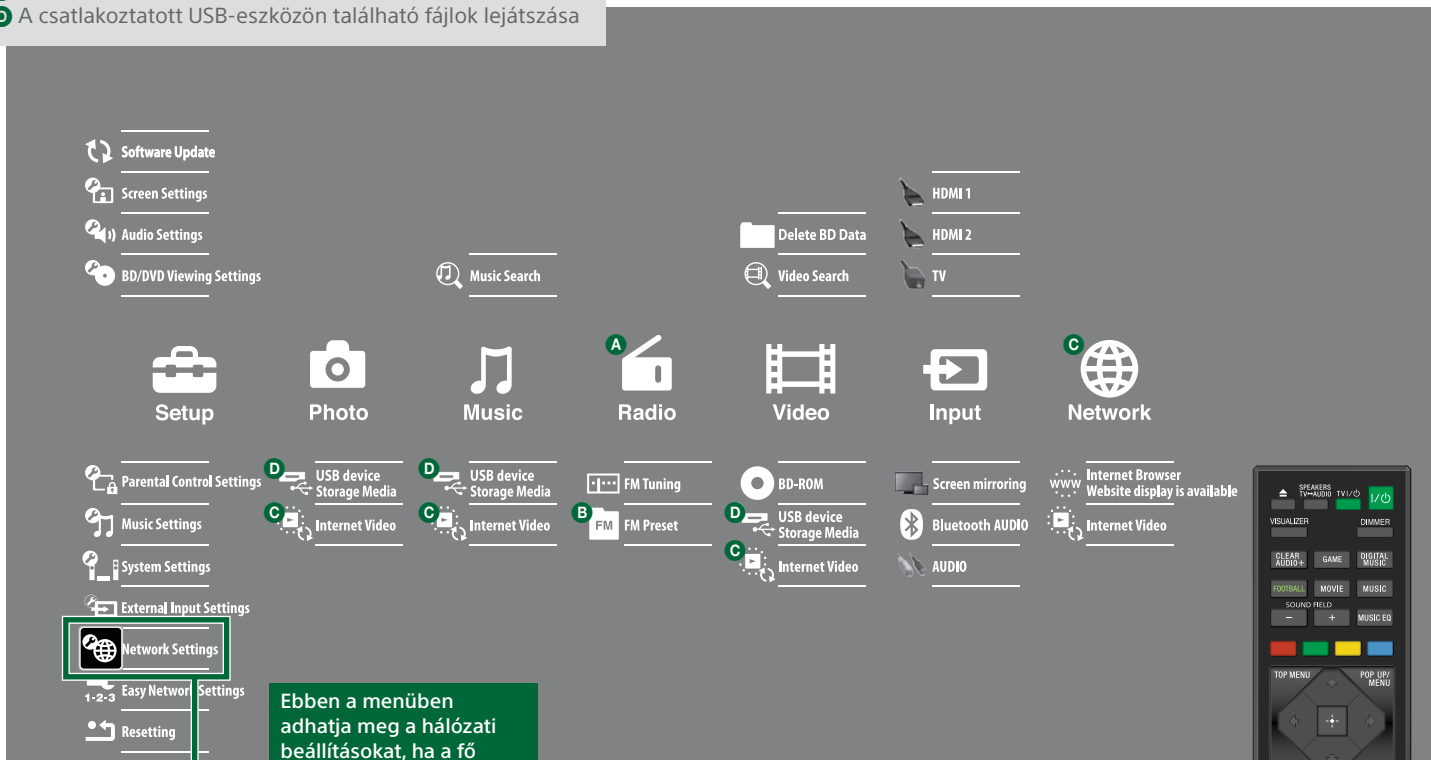 D A csatlakoztatott USB-eszközön található fájlok lejátszása
Software Update
Screen Settings
Audio Settings
BD/DVD Viewing Settings
Music Search
Delete BD Data
Video Search
HDMI 1
HDMI 2
TV
Setup
Photo
Music
A
Radio
Video
Input
C
Network
Parental Control Settings
Music Settings
System Settings
External Input Settings
Network Settings
1-2-3 Easy Network Settings
Resetting
D USB device
Storage Media
C Internet Video
D USB device
Storage Media
C Internet Video
FM Tuning
B FM FM Preset
BD-ROM
D USB device
Storage Media
C Internet Video
Screen mirroring
Bluetooth AUDIO
AUDIO
www Internet Browser
Website display is available
Internet Video
Ebben a menüben
adhatja meg a hálózati
beállításokat, ha a fő
SPEAKERS
TV↔AUDIO TV I/⏻
I/⏻
VISUALIZER DIMMER
CLEAR
AUDIO+
GAME
DIGITAL
MUSIC
FOOTBALL MOVIE MUSIC
SOUND FIELD
– + MUSIC EQ
TOP MENU
POP UP/
MENU